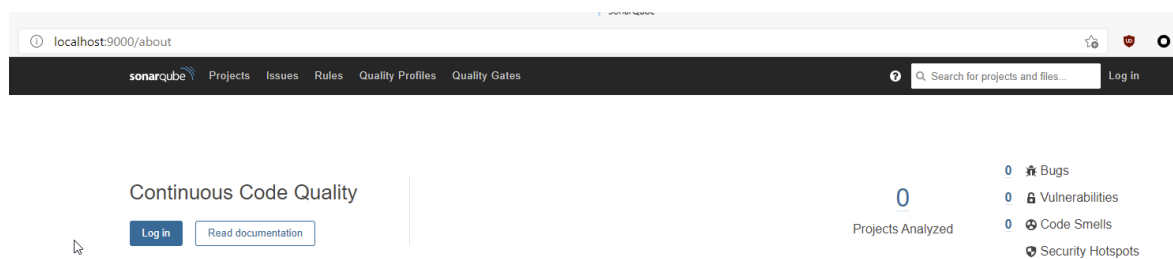 SonarQube
localhost:9000/about
sonarqube Projects Issues Rules Quality Profiles Quality Gates ? Search for projects and files... Log in
Continuous Code Quality
Log in Read documentation
0
Projects Analyzed
0 Bugs
0 Vulnerabilities
0 Code Smells
Security Hotspots